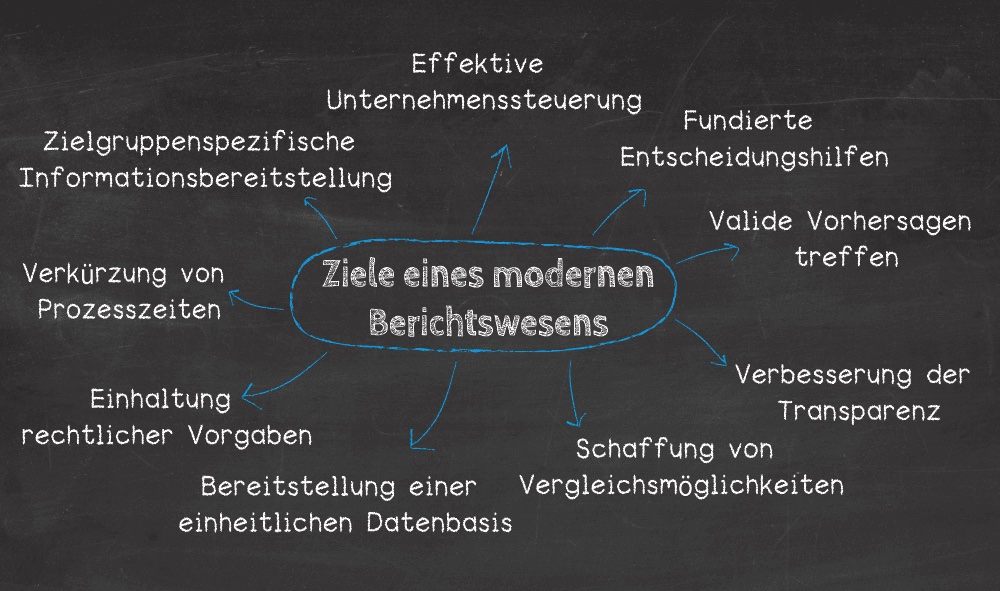 Effektive
Unternehmenssteuerung
Fundierte
Entscheidungshilfen
Zielgruppenspezifische
Informationsbereitstellung
Valide Vorhersagen
treffen
Ziele eines modernen
Berichtswesens
Verkürzung von
Prozesszeiten
Verbesserung der
Transparenz
Einhaltung
rechtlicher Vorgaben
Schaffung von
Vergleichsmöglichkeiten
Bereitstellung einer
einheitlichen Datenbasis